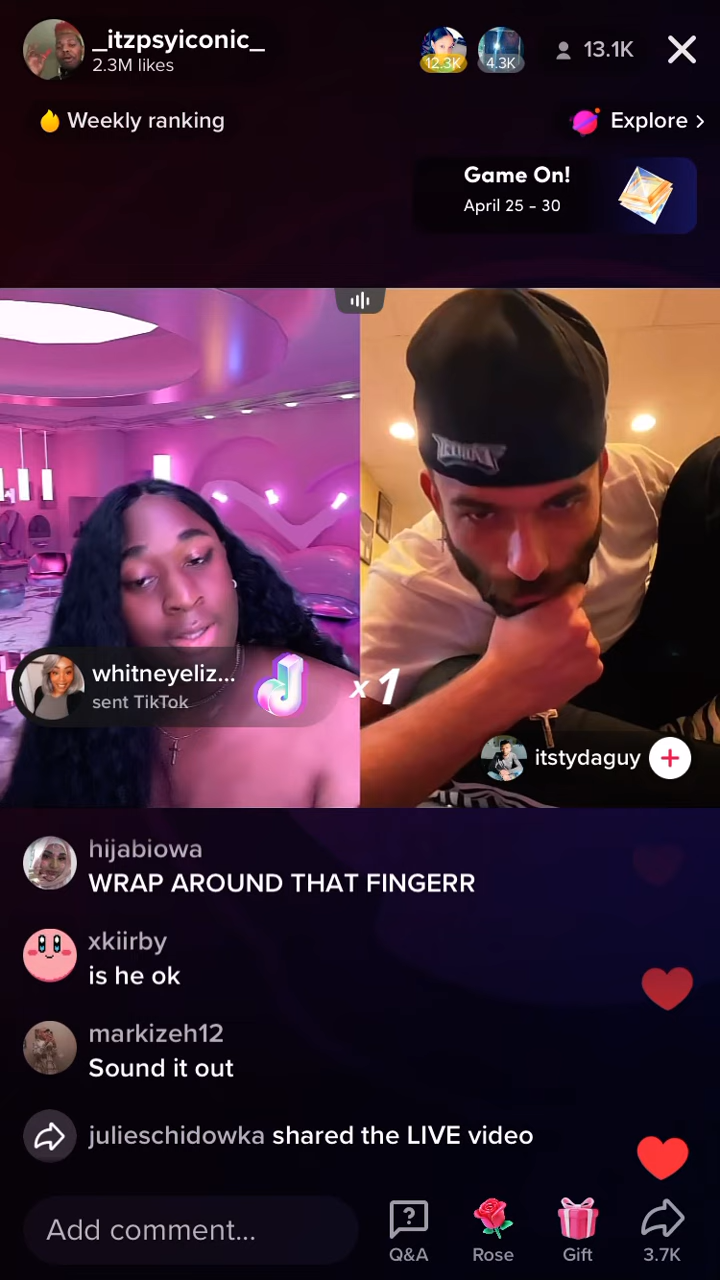 _itzpsyiconic_
2.3M likes
12.3K
4.3K
13.1K
Weekly ranking
Explore >
Game On!
April 25 - 30
whitneyeliz...
sent TikTok
x1
itstydaguy
hijabiowa
WRAP AROUND THAT FINGERR
xkiirby
is he ok
markizeh12
Sound it out
julieschidowka shared the LIVE video
Add comment...
Q&A
Rose
Gift
3.7K